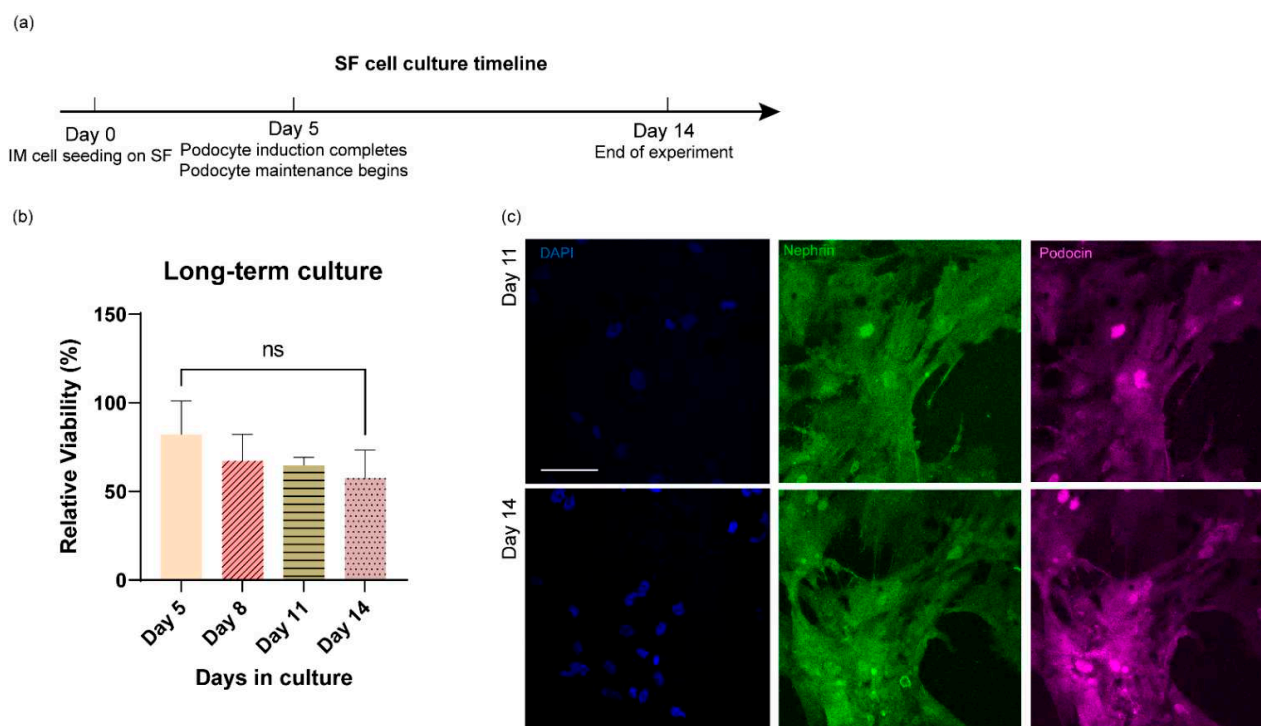 (a)
SF cell culture timeline
Day 0
IM cell seeding on SF
Day 5
Podocyte induction completes
Podocyte maintenance begins
Day 14
End of experiment
(b)
Long-term culture
Relative Viability (%)
150
100
50
0
ns
Day 5
Day 8
Day 11
Day 14
Days in culture
(c)
Day 11
DAPI
Nephrin
Podocin
Day 14